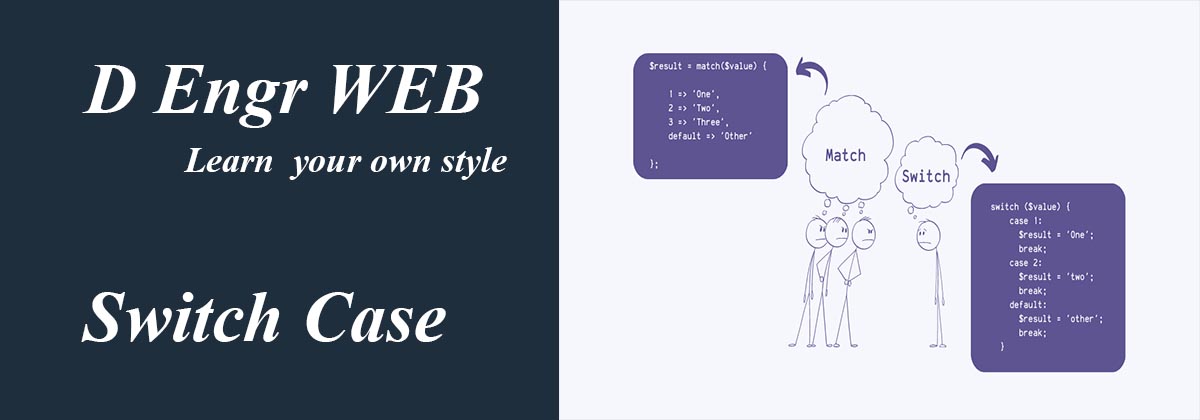 D Engr WEB
Learn  your own style
Switch Case
$result = match($value) {
1 => 'One',
2 => 'Two',
3 => 'Three',
default => 'Other'
};
Match
Switch
switch ($value) {
case 1:
$result = 'One';
break;
case 2:
$result = 'two';
break;
default:
$result = 'other';
break;
}